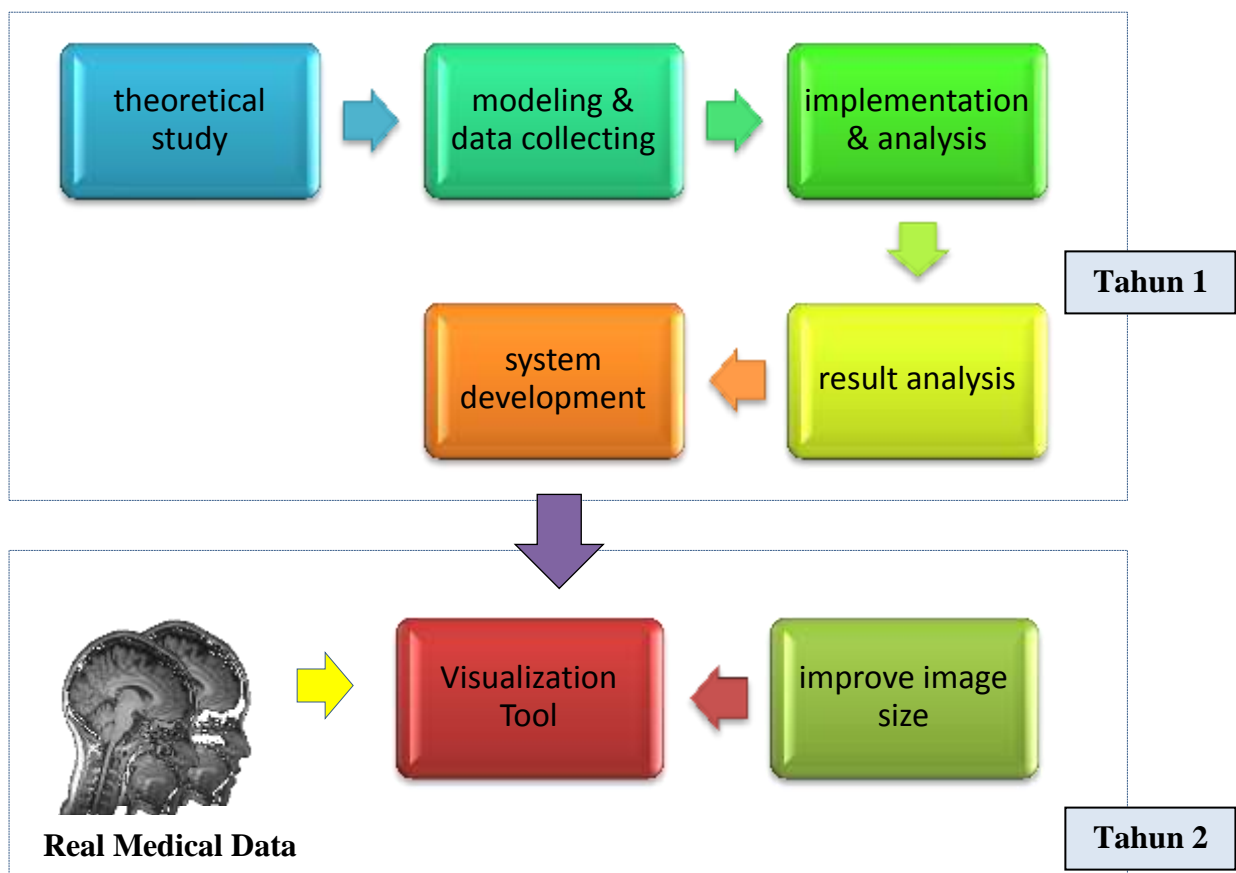 theoretical
study
modeling &
data collecting
implementation
& analysis
Tahun 1
result analysis
system
development
Visualization
Tool
improve image
size
Real Medical Data
Tahun 2